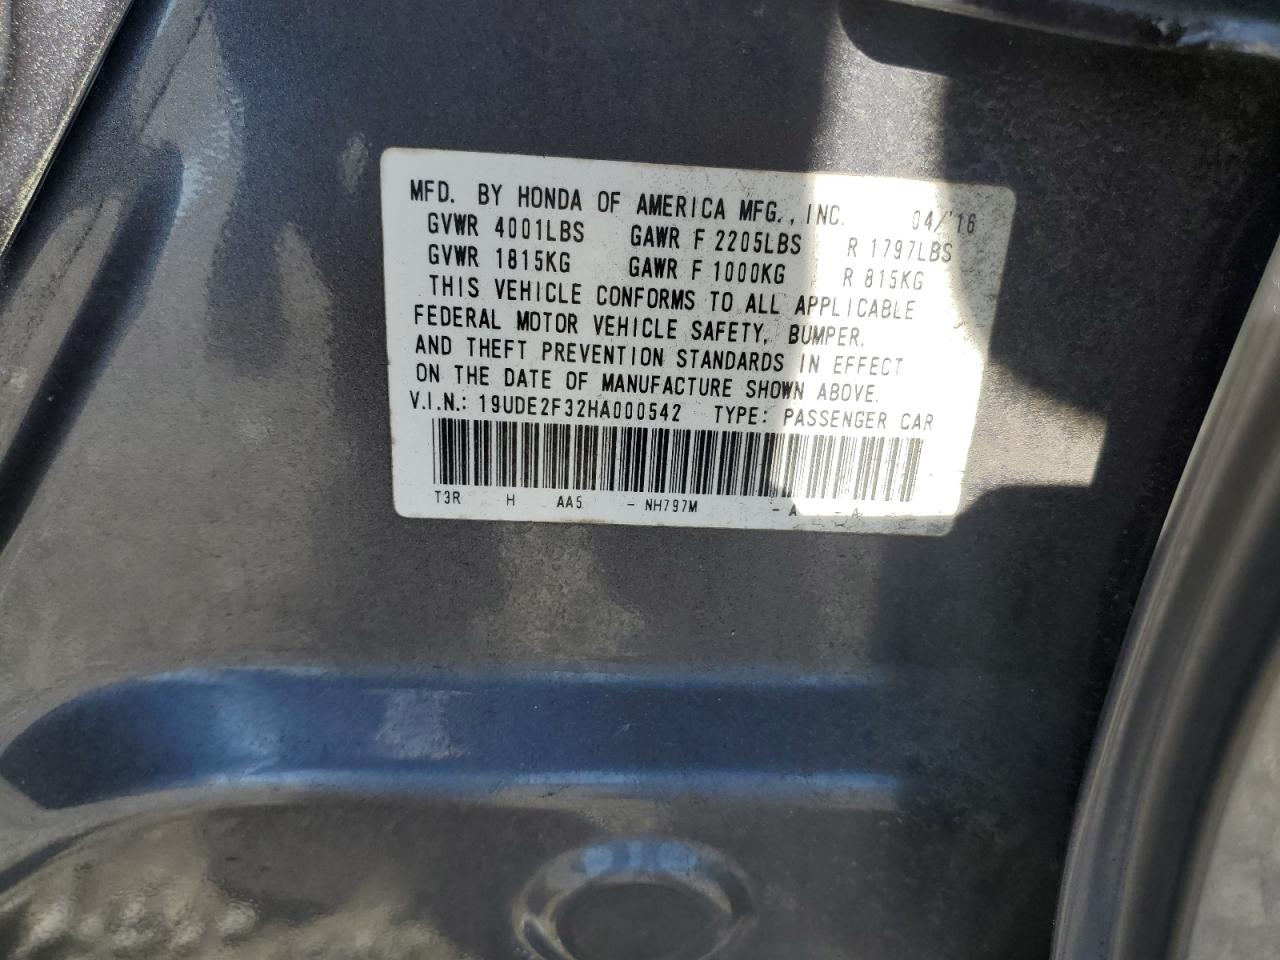 MFD. BY HONDA OF AMERICA MFG., INC. 04/'16
GVWR 4001LBS GAWR F 2205LBS R 1797LBS
GVWR 1815KG GAWR F 1000KG R 815KG
THIS VEHICLE CONFORMS TO ALL APPLICABLE
FEDERAL MOTOR VEHICLE SAFETY, BUMPER,
AND THEFT PREVENTION STANDARDS IN EFFECT
ON THE DATE OF MANUFACTURE SHOWN ABOVE.
V.I.N.: 19UDE2F32HA000542 TYPE: PASSENGER CAR
T3R H AA5 - NH797M - A - A